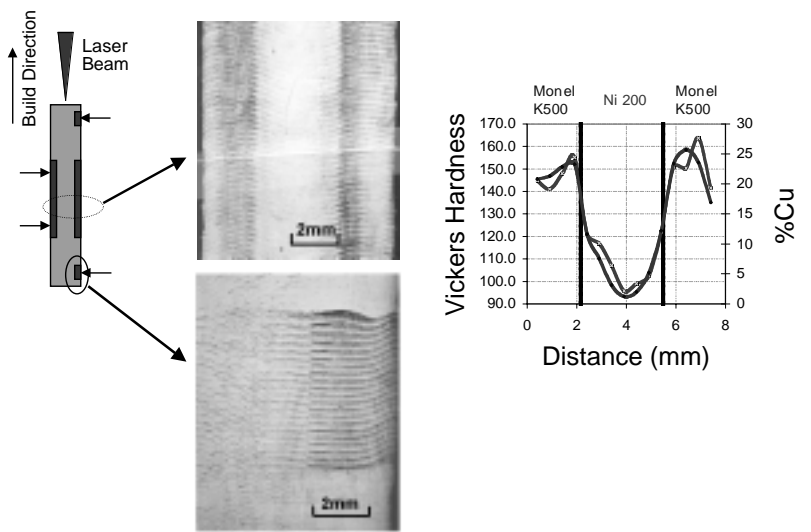 Build Direction
Laser
Beam
2mm
2mm
Monel
K500
Ni 200
Monel
K500
Vickers Hardness
170.0
160.0
150.0
140.0
130.0
120.0
110.0
100.0
90.0
30
25
20
15
10
5
0
%Cu
0
2
4
6
8
Distance (mm)